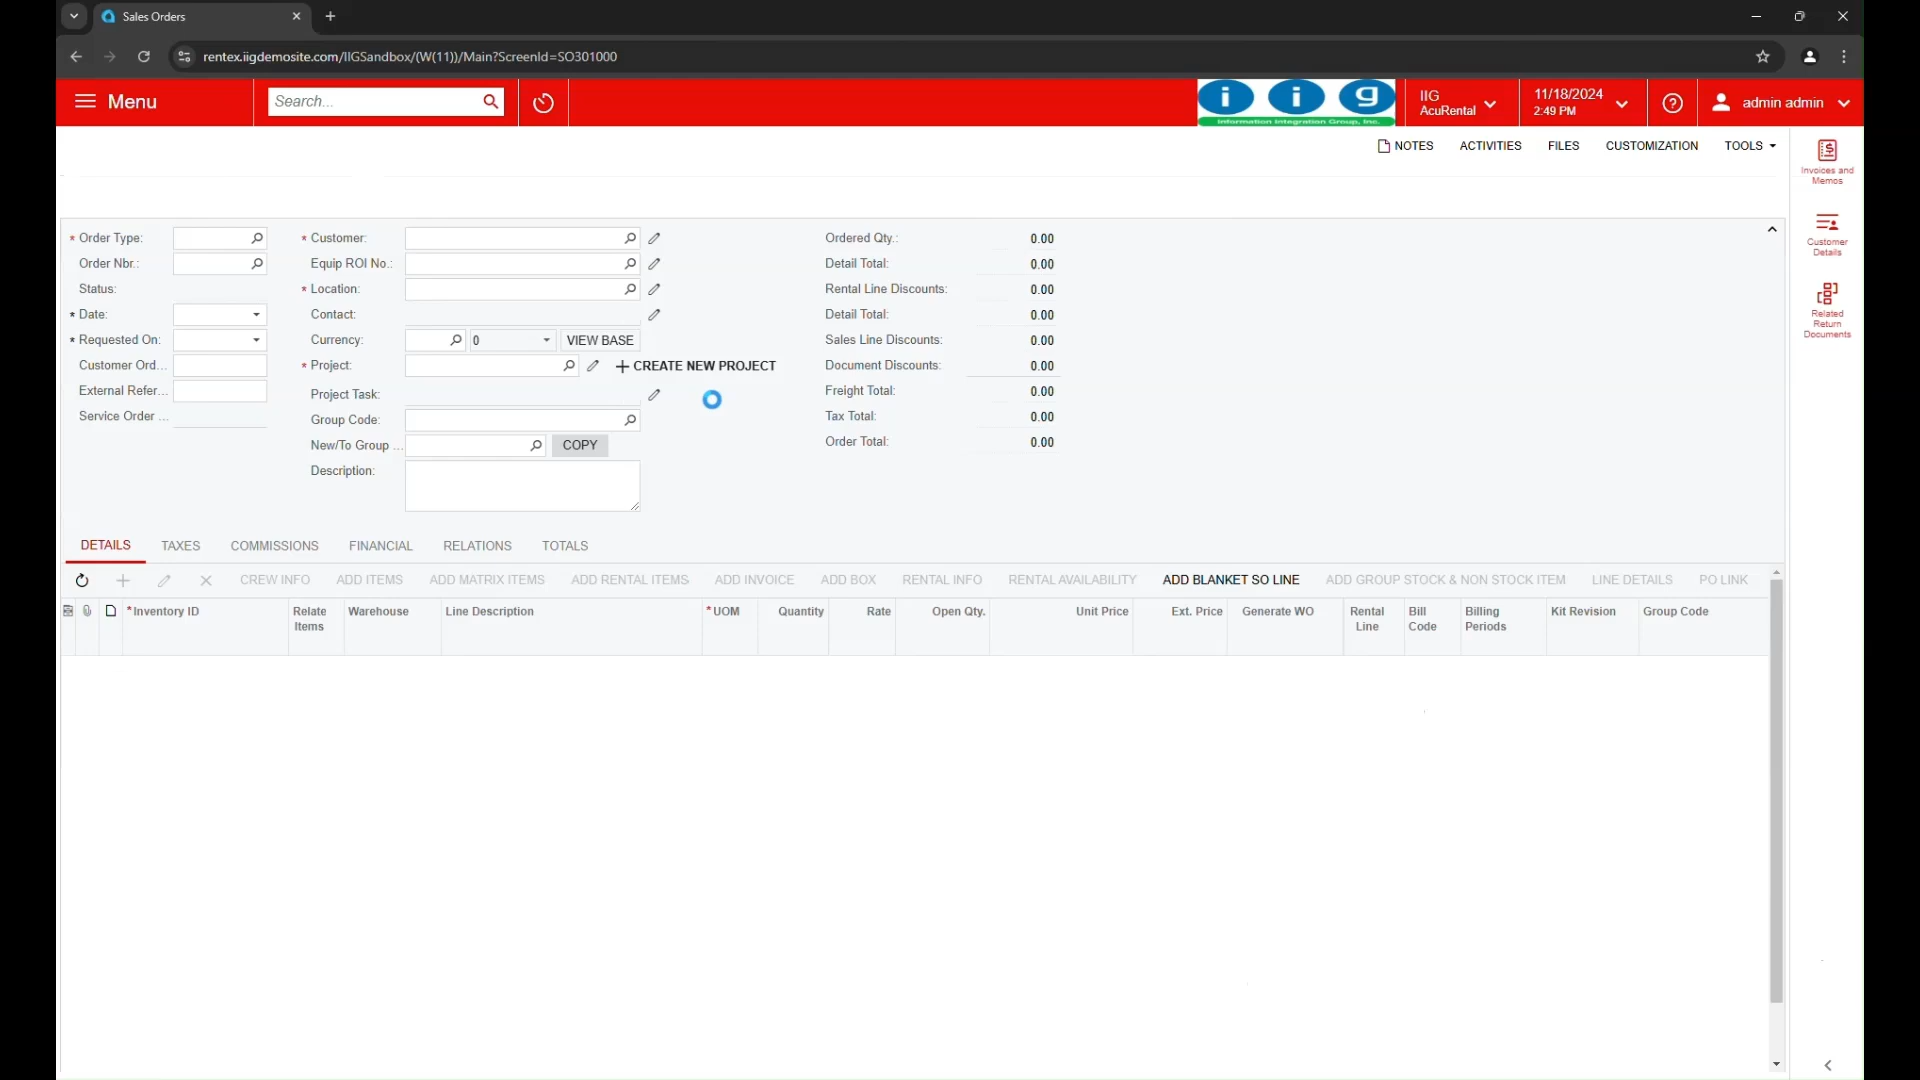 Sales Orders
rentex.iigdemosite.com/IIGSandbox/(W(11))/Main?ScreenId=SO301000
Menu
Search...
i i g
Information Integration Group, Inc.
IIG
AcuRental
11/18/2024
2:49 PM
admin admin
NOTES ACTIVITIES FILES CUSTOMIZATION TOOLS
Invoices and
Memos
Customer
Details
Related
Return
Documents
* Order Type:
Order Nbr.:
Status:
* Date:
* Requested On:
Customer Ord...
External Refer...
Service Order ...
* Customer:
Equip ROI No.:
* Location:
Contact:
Currency: 0 VIEW BASE
* Project: + CREATE NEW PROJECT
Project Task:
Group Code:
New/To Group ... COPY
Description:
Ordered Qty.: 0.00
Detail Total: 0.00
Rental Line Discounts: 0.00
Detail Total: 0.00
Sales Line Discounts: 0.00
Document Discounts: 0.00
Freight Total: 0.00
Tax Total: 0.00
Order Total: 0.00
DETAILS TAXES COMMISSIONS FINANCIAL RELATIONS TOTALS
CREW INFO ADD ITEMS ADD MATRIX ITEMS ADD RENTAL ITEMS ADD INVOICE ADD BOX RENTAL INFO RENTAL AVAILABILITY ADD BLANKET SO LINE ADD GROUP STOCK & NON STOCK ITEM LINE DETAILS PO LINK
* Inventory ID Relate Items Warehouse Line Description * UOM Quantity Rate Open Qty. Unit Price Ext. Price Generate WO Rental Line Bill Code Billing Periods Kit Revision Group Code